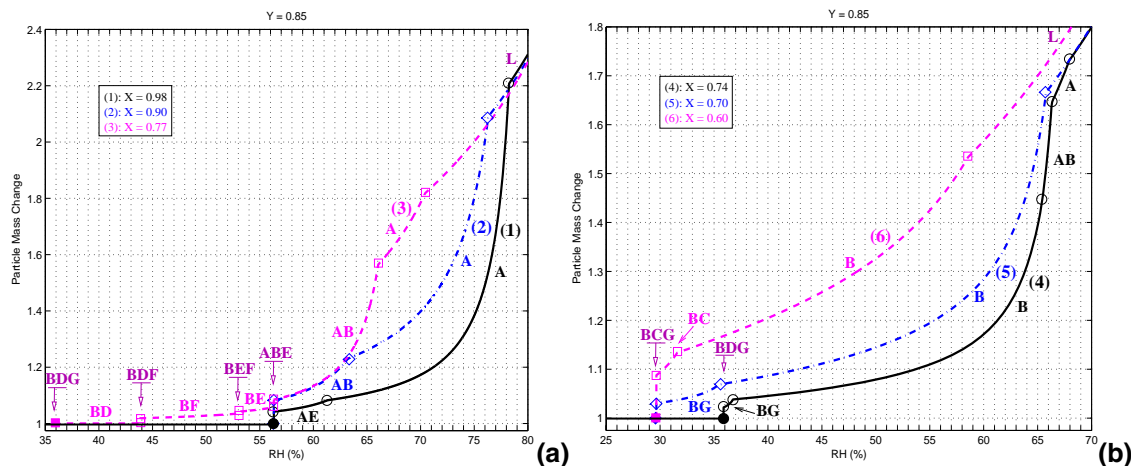 Y = 0.85
2.4
2.2
2
1.8
1.6
1.4
1.2
1
Particle Mass Change
(1): X = 0.98
(2): X = 0.90
(3): X = 0.77
L
(3)
A
(2)
(1)
A
A
AB
ABE
BEF
BDF
BDG
BD
BF
BE
AB
AE
35 40 45 50 55 60 65 70 75 80
RH (%)
(a)
Y = 0.85
1.8
1.7
1.6
1.5
1.4
1.3
1.2
1.1
1
Particle Mass Change
(4): X = 0.74
(5): X = 0.70
(6): X = 0.60
L
A
AB
(6)
B
(5)
(4)
B
B
BC
BCG
BDG
BG
BG
25 30 35 40 45 50 55 60 65 70
RH (%)
(b)